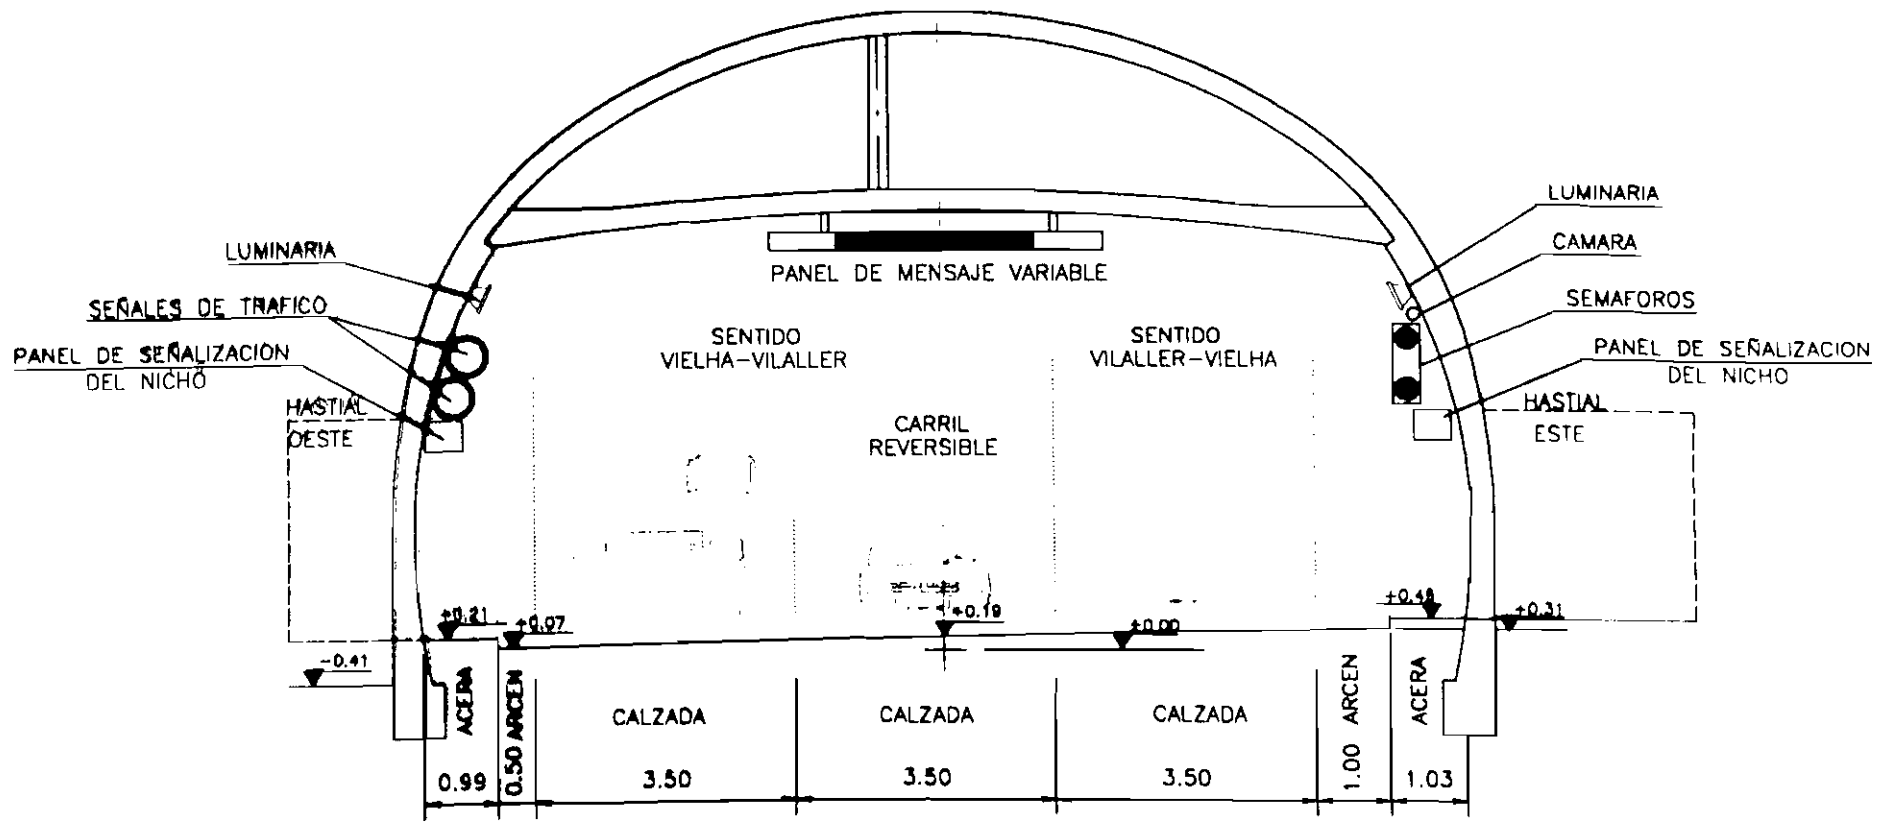 LUMINARIA
LUMINARIA
CAMARA
PANEL DE MENSAJE VARIABLE
SEÑALES DE TRAFICO
SEMAFOROS
SENTIDO
VIELHA-VILALLER
SENTIDO
VILALLER-VIELHA
PANEL DE SEÑALIZACION
DEL NICHO
PANEL DE SEÑALIZACION
DEL NICHO
HASTIAL
OESTE
HASTIAL
ESTE
CARRIL
REVERSIBLE
+0.21
+0.07
+0.19
+0.00
+0.31
-0.41
ACERA
0.50 ARCEN
CALZADA
CALZADA
CALZADA
1.00 ARCEN
ACERA
0.99
3.50
3.50
3.50
1.03